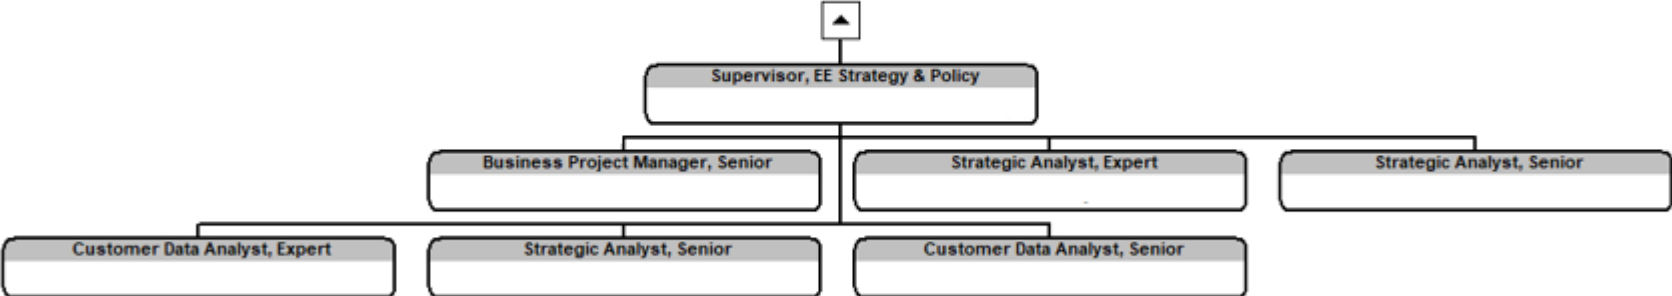 Supervisor, EE Strategy & Policy
Business Project Manager, Senior
Strategic Analyst, Expert
Strategic Analyst, Senior
Customer Data Analyst, Expert
Strategic Analyst, Senior
Customer Data Analyst, Senior